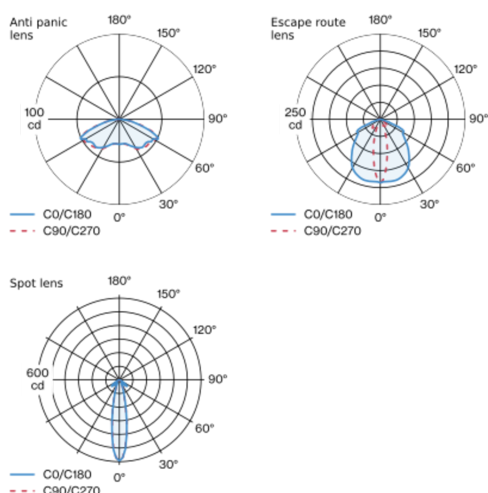 Anti panic
lens
180°
150°
120°
100
cd
90°
60°
30°
0°
C0/C180
C90/C270
Escape route
lens
180°
150°
120°
250
cd
90°
60°
30°
0°
C0/C180
C90/C270
Spot lens
180°
150°
120°
600
cd
90°
60°
30°
0°
C0/C180
C90/C270